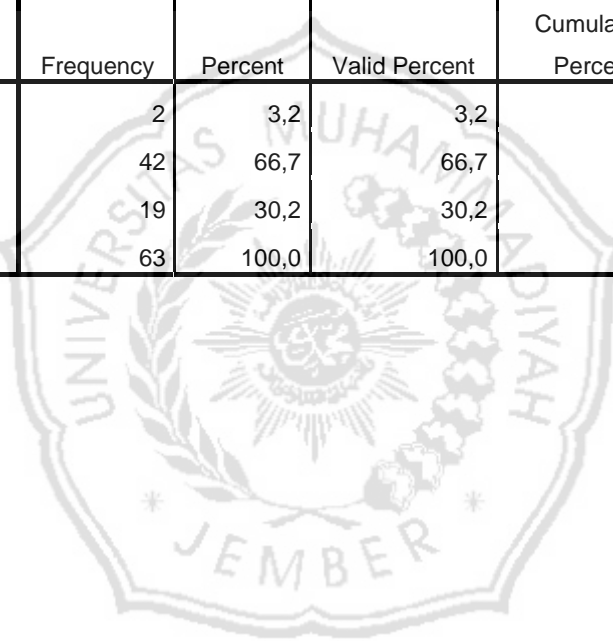 Cumula
Frequency Percent Valid Percent Perce
2 3,2 3,2
42 66,7 66,7
19 30,2 30,2
63 100,0 100,0
UNIVERSITAS MUHAMMADIYAH
JEMBER